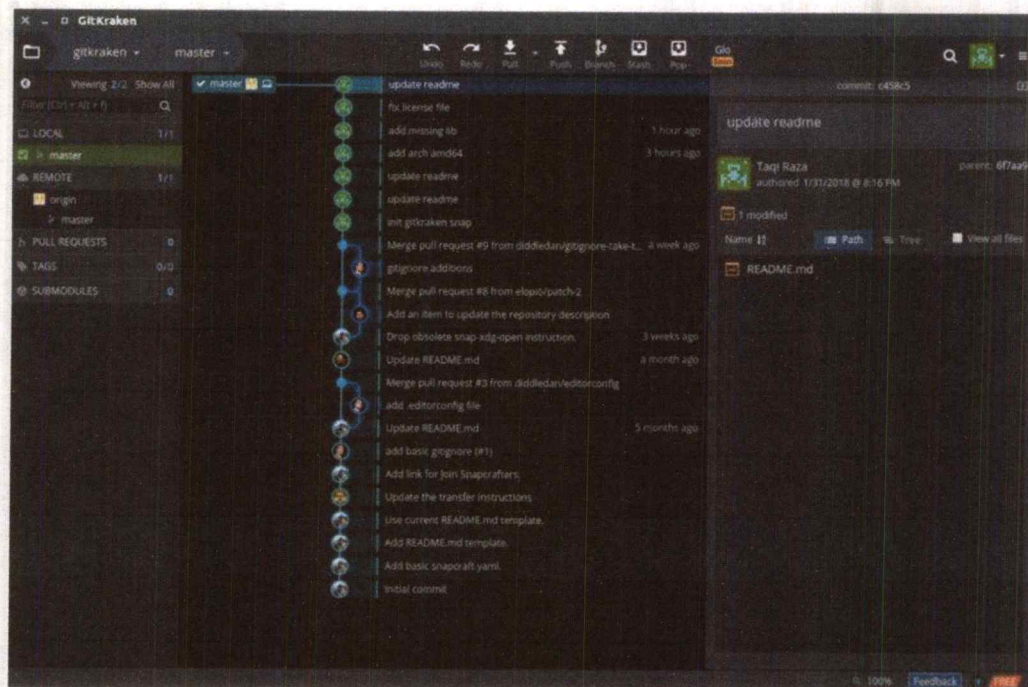 GitKraken
gitkraken
master
Undo
Redo
Pull
Push
Branch
Stash
Pop
Glo
Soon
Viewing 2/2 Show All
Filter (Ctrl + Alt + f)
LOCAL 1/1
master
REMOTE 1/1
origin
master
PULL REQUESTS 0
TAGS 0/0
SUBMODULES 0
master
update readme
fix license file
add missing lib 1 hour ago
add arch amd64 3 hours ago
update readme
update readme
init gitkraken snap
Merge pull request #9 from diddledan/gitignore-take-t... a week ago
gitignore additions
Merge pull request #8 from elopio/patch-2
Add an item to update the repository description
Drop obsolete snap xdg-open instruction. 3 weeks ago
Update README.md a month ago
Merge pull request #3 from diddledan/editorconfig
add .editorconfig file
Update README.md 5 months ago
add basic gitignore (#1)
Add link for Join Snapcrafters.
Update the transfer instructions
Use current README.md template.
Add README.md template.
Add basic snapcraft yaml.
Initial commit
commit: c458c5
update readme
Taqi Raza parent: 6f7aa9
authored 1/31/2018 @ 8:16 PM
1 modified
Name Path Tree View all files
README.md
100% Feedback FREE